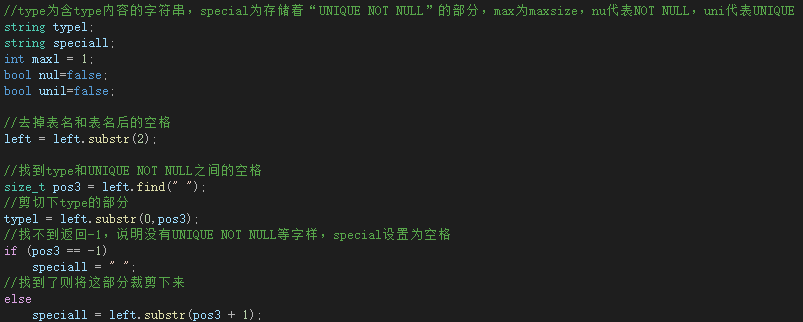 //type为含type内容的字符串，special为存储着“UNIQUE NOT NULL”的部分，max为maxsize，nu代表NOT NULL，uni代表UNIQUE
string type1;
string special1;
int max1 = 1;
bool nu1=false;
bool uni1=false;
//去掉表名和表名后的空格
left = left.substr(2);
//找到type和UNIQUE NOT NULL之间的空格
size_t pos3 = left.find(" ");
//剪切下type的部分
type1 = left.substr(0,pos3);
//找不到返回-1，说明没有UNIQUE NOT NULL等字样，special设置为空格
if (pos3 == -1)
special1 = " ";
//找到了则将这部分裁剪下来
else
special1 = left.substr(pos3 + 1);